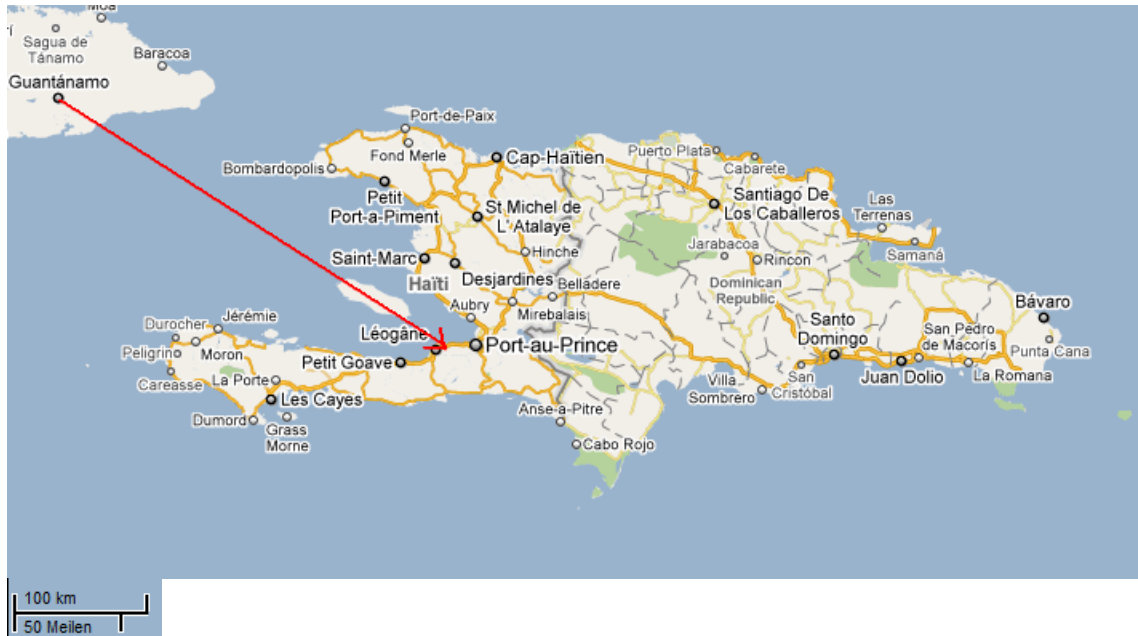 Moa
rí
Sagua de
Tánamo
Baracoa
Guantánamo
Port-de-Paix
Fond Merle
Bombardopolis
Cap-Haïtien
Puerto Plata
Cabarete
Petit
Port-a-Piment
St Michel de
L' Atalaye
Santiago De
Los Caballeros
Las
Terrenas
Samaná
Jarabacoa
Rincon
Hinche
Saint-Marc
Haïti
Desjardines
Belladere
Dominican
Republic
Aubry
Mirebalais
Bávaro
Durocher
Jérémie
Léogâne
Port-au-Prince
Santo
Domingo
San Pedro
de Macorís
Punta Cana
Peligrino
Moron
Petit Goave
Careasse
La Porte
Les Cayes
Villa
Sombrero
San
Cristóbal
Juan Dolio
La Romana
Dumord
Grass
Morne
Anse-a-Pitre
Cabo Rojo
100 km
50 Meilen